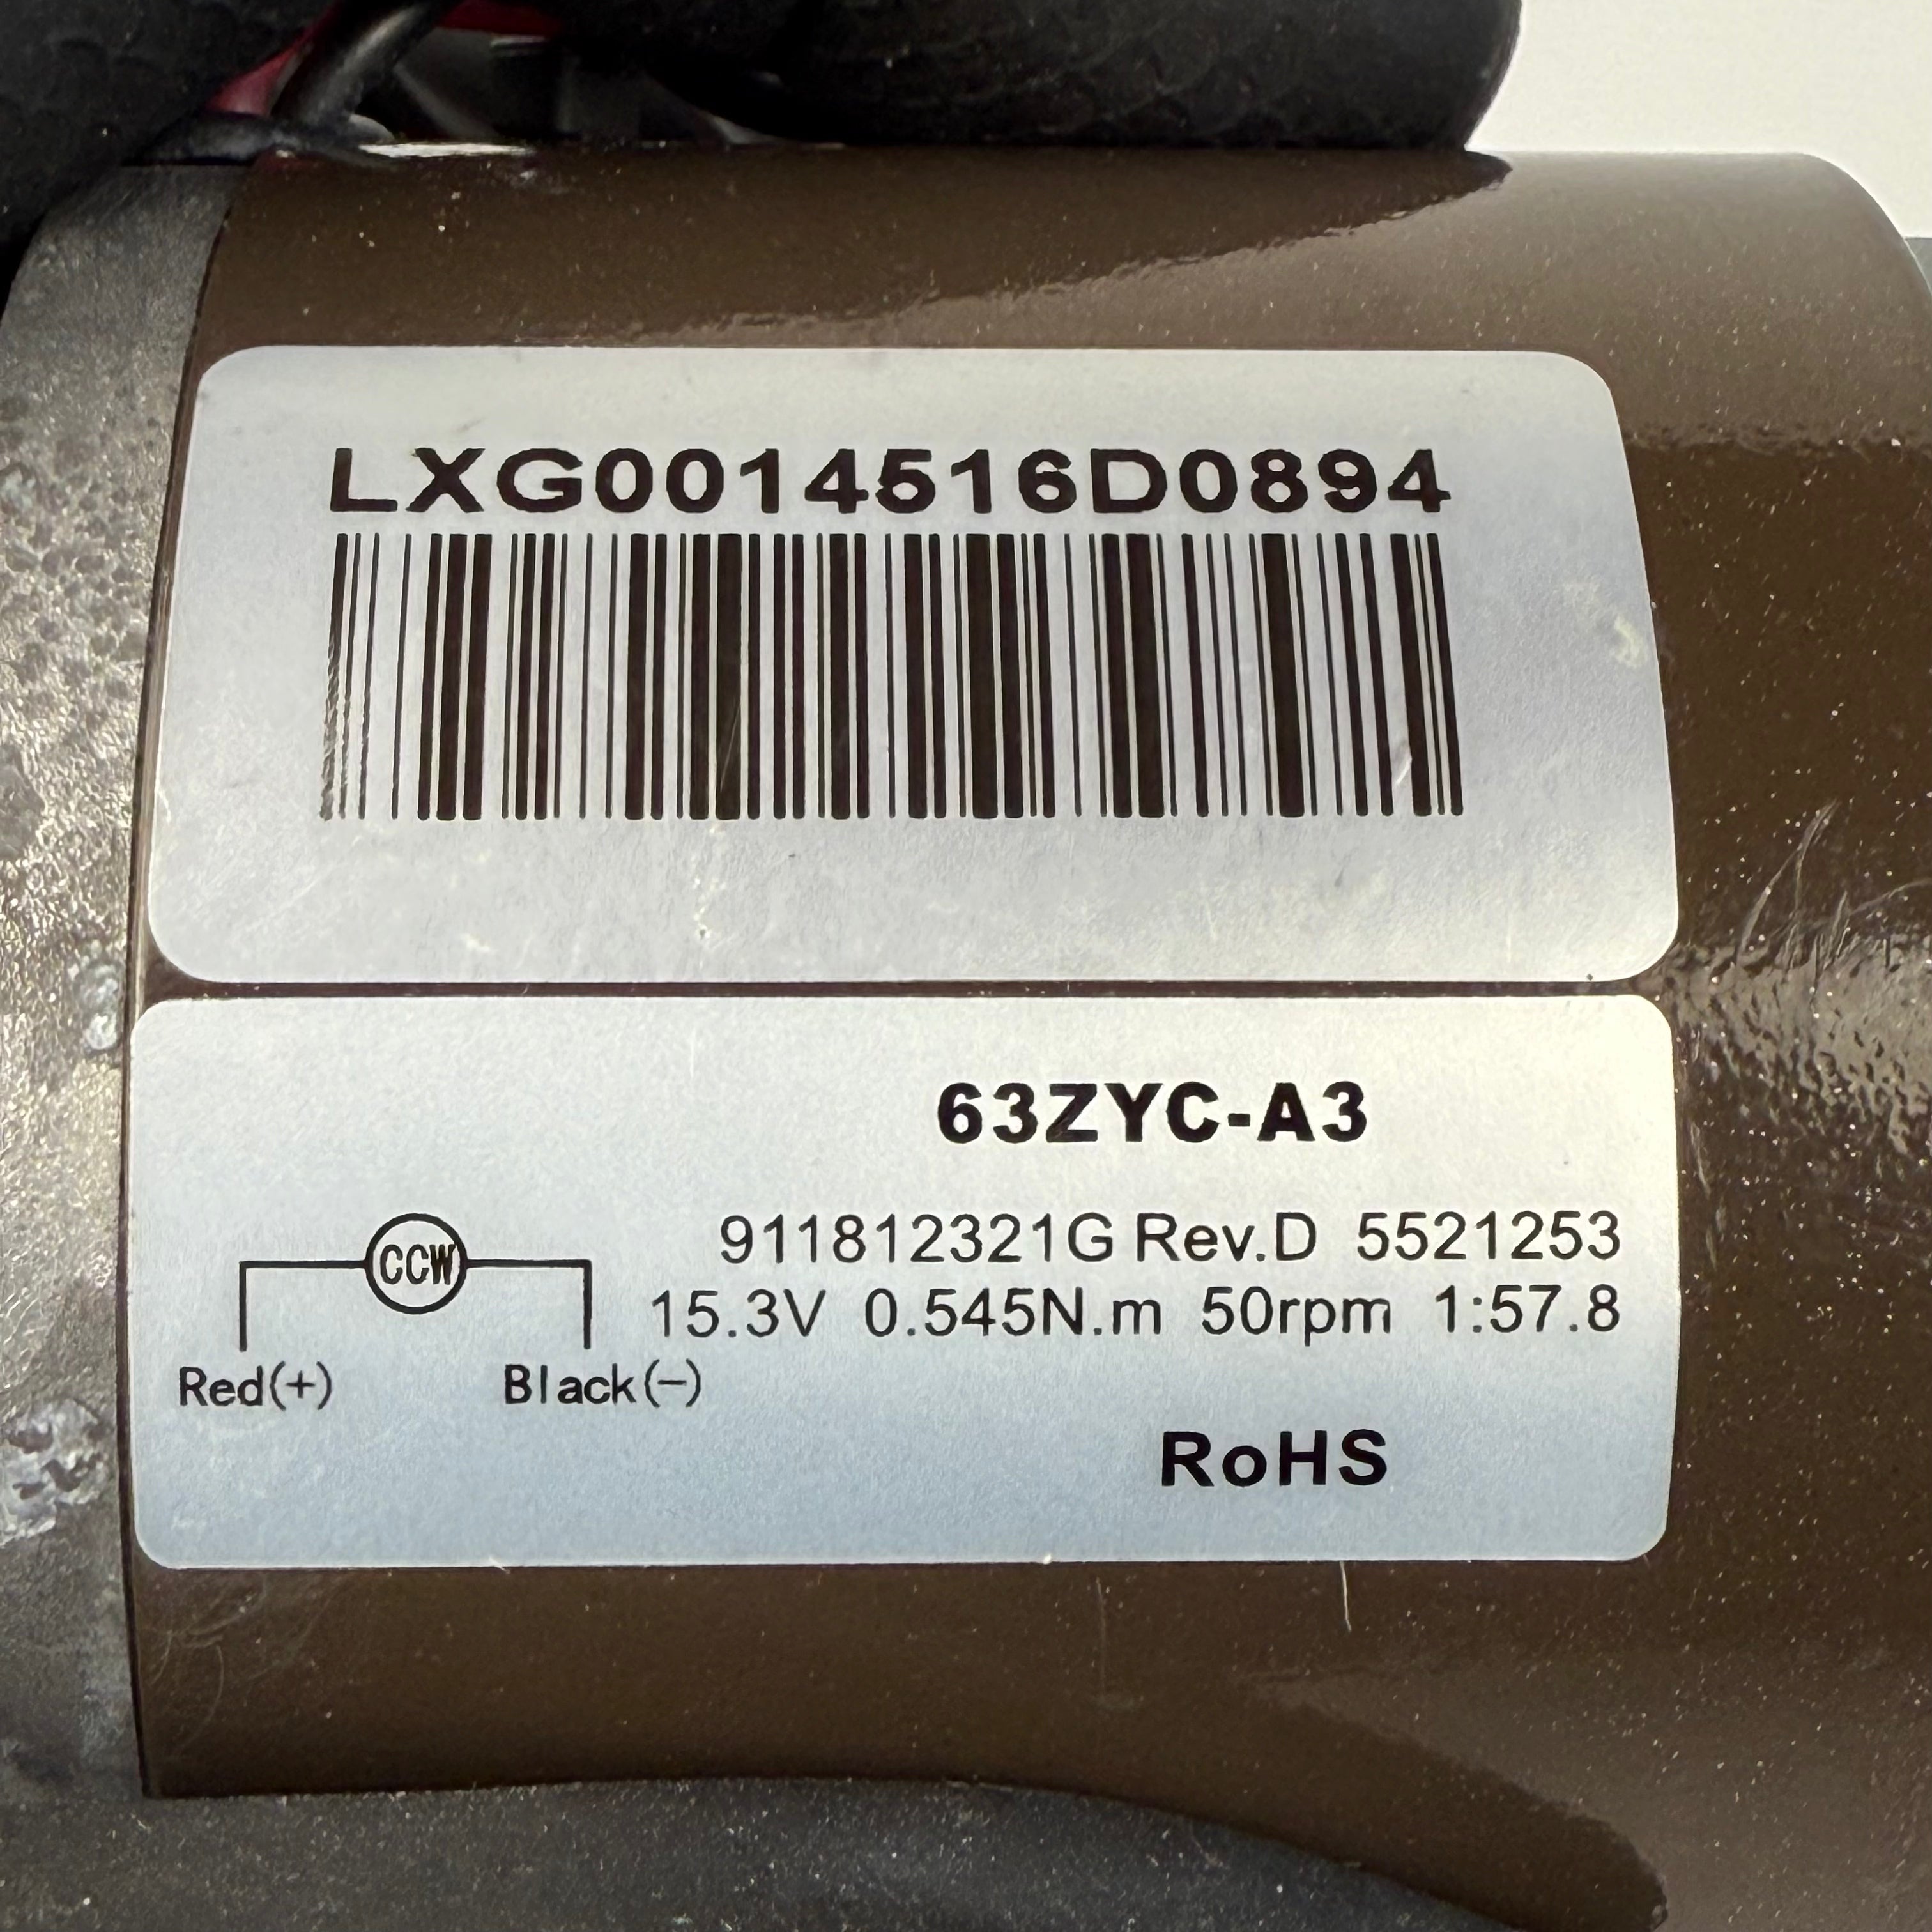 LXG0014516D0894
63ZYC-A3
911812321G Rev.D 5521253
15.3V 0.545N.m 50rpm 1:57.8
CCW
Red(+) Black(-)
RoHS